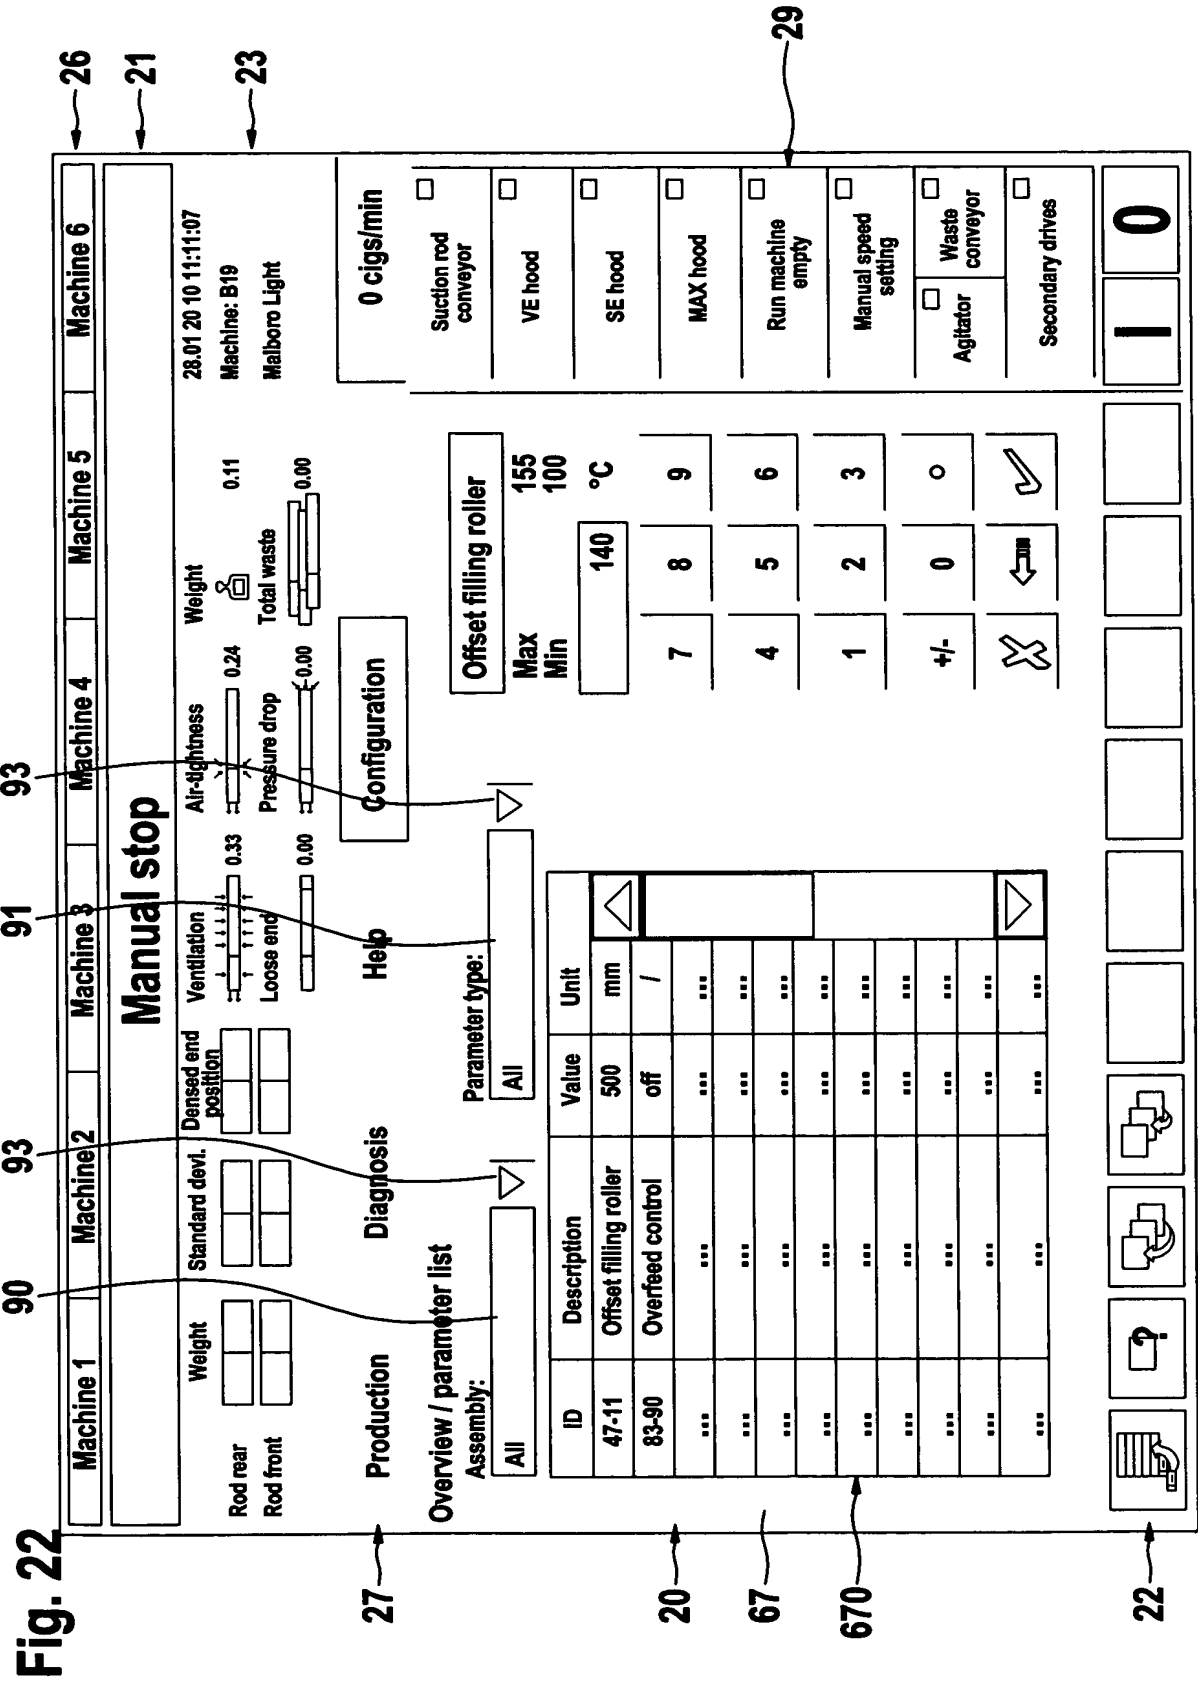 Fig. 22
90
93
91
93
26
21
23
29
27
20
67
670
22
Machine 1
Machine2
Machine 3
Machine 4
Machine 5
Machine 6
Manual stop
Weight
Standard devi.
Densed end
position
Ventilation
0.33
Air-tightness
0.24
Weight
0.11
28.01 20 10 11:11:07
Rod rear
Machine: B19
Rod front
Loose end
0.00
Pressure drop
0.00
Total waste
0.00
Malboro Light
Production
Diagnosis
Help
Configuration
0 cigs/min
Overview / parameter list
Assembly:
All
Parameter type:
All
ID
Description
Value
Unit
47-11
Offset filling roller
500
mm
83-90
Overfeed control
off
/
... ... ... ...
... ... ... ...
... ... ... ...
... ... ... ...
... ... ... ...
... ... ... ...
... ... ... ...
... ... ... ...
... ... ... ...
Offset filling roller
Max 155
Min 100
140 °C
7 8 9
4 5 6
1 2 3
+/- 0
Suction rod
conveyor
VE hood
SE hood
MAX hood
Run machine
empty
Manual speed
setting
Agitator
Waste
conveyor
Secondary drives
?
I
0